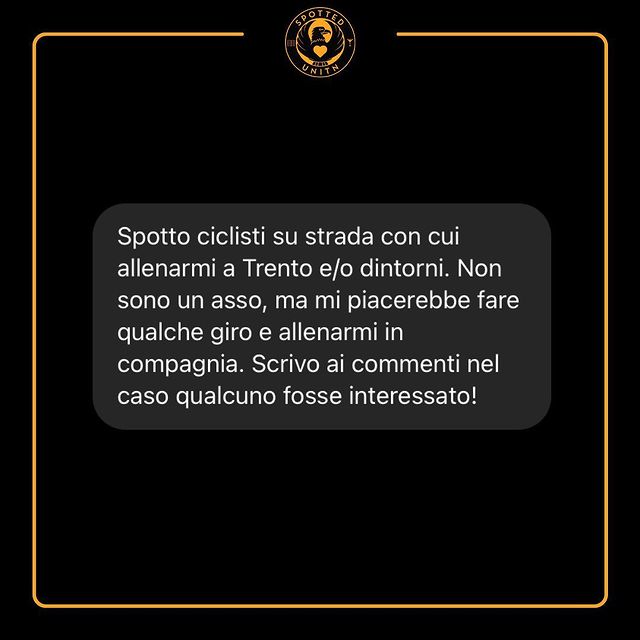 SPOTTED
UNITN
Spotto ciclisti su strada con cui
allenarmi a Trento e/o dintorni. Non
sono un asso, ma mi piacerebbe fare
qualche giro e allenarmi in
compagnia. Scrivo ai commenti nel
caso qualcuno fosse interessato!